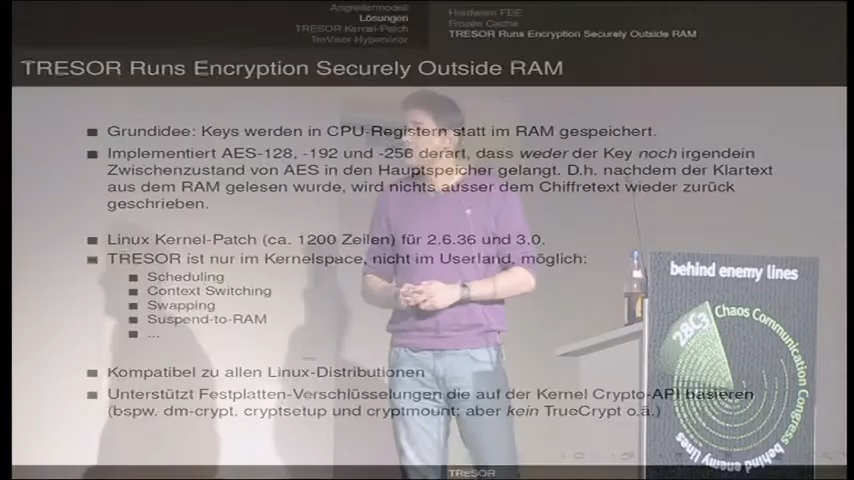 Angreifermodell
Lösungen
TRESOR Kernel-Patch
TreVisor Hypervisor
Hardware FDE
Frozen Cache
TRESOR Runs Encryption Securely Outside RAM
TRESOR Runs Encryption Securely Outside RAM
Grundidee: Keys werden in CPU-Registern statt im RAM gespeichert.
Implementiert AES-128, -192 und -256 derart, dass weder der Key noch irgendein
Zwischenzustand von AES in den Hauptspeicher gelangt. D.h. nachdem der Klartext
aus dem RAM gelesen wurde, wird nichts ausser dem Chiffretext wieder zurück
geschrieben.
Linux Kernel-Patch (ca. 1200 Zeilen) für 2.6.36 und 3.0.
TRESOR ist nur im Kernelspace, nicht im Userland, möglich:
Scheduling
Context Switching
Swapping
Suspend-to-RAM
...
Kompatibel zu allen Linux-Distributionen
Unterstützt Festplatten-Verschlüsselungen die auf der Kernel Crypto-API basieren
(bspw. dm-crypt, cryptsetup und cryptmount; aber kein TrueCrypt o.ä.)
TRESOR
behind enemy lines
28C3
Chaos Communication Congress behind enemy lines